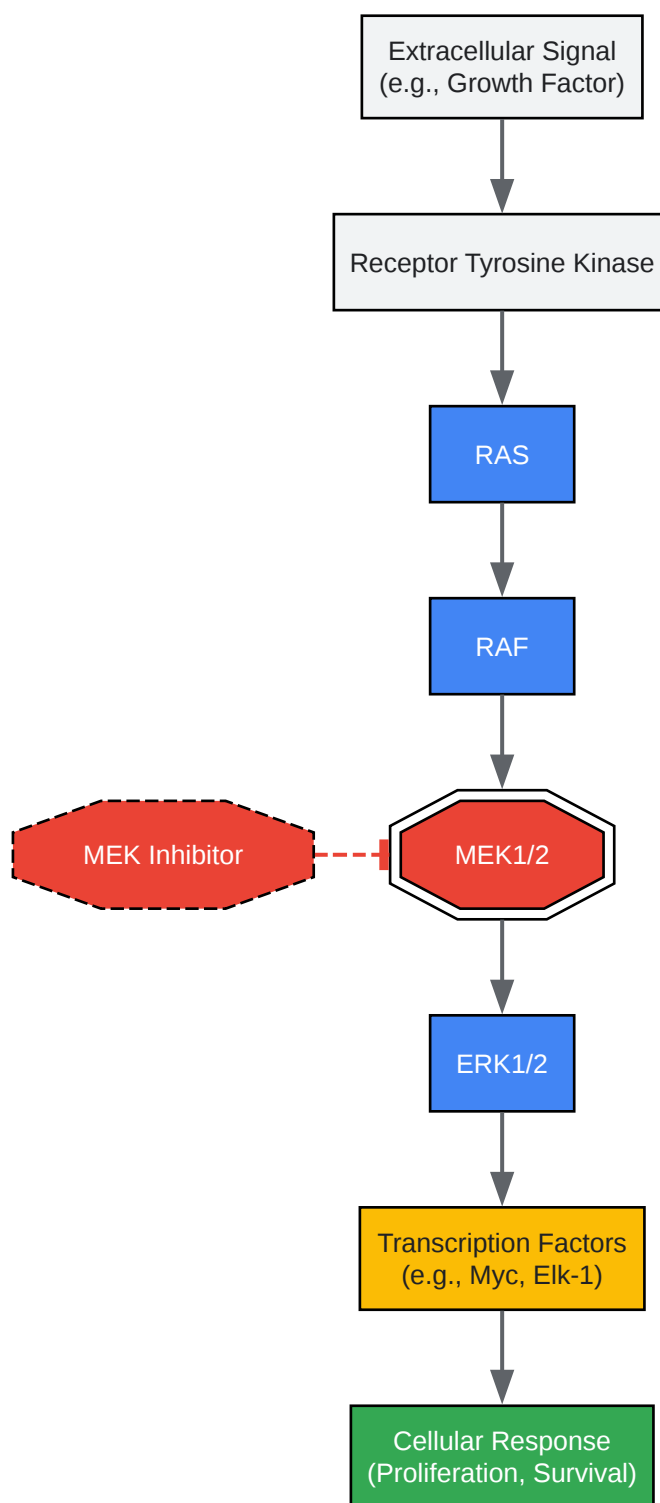 Extracellular Signal
(e.g., Growth Factor)
Receptor Tyrosine Kinase
RAS
RAF
MEK Inhibitor
MEK1/2
ERK1/2
Transcription Factors
(e.g., Myc, Elk-1)
Cellular Response
(Proliferation, Survival)